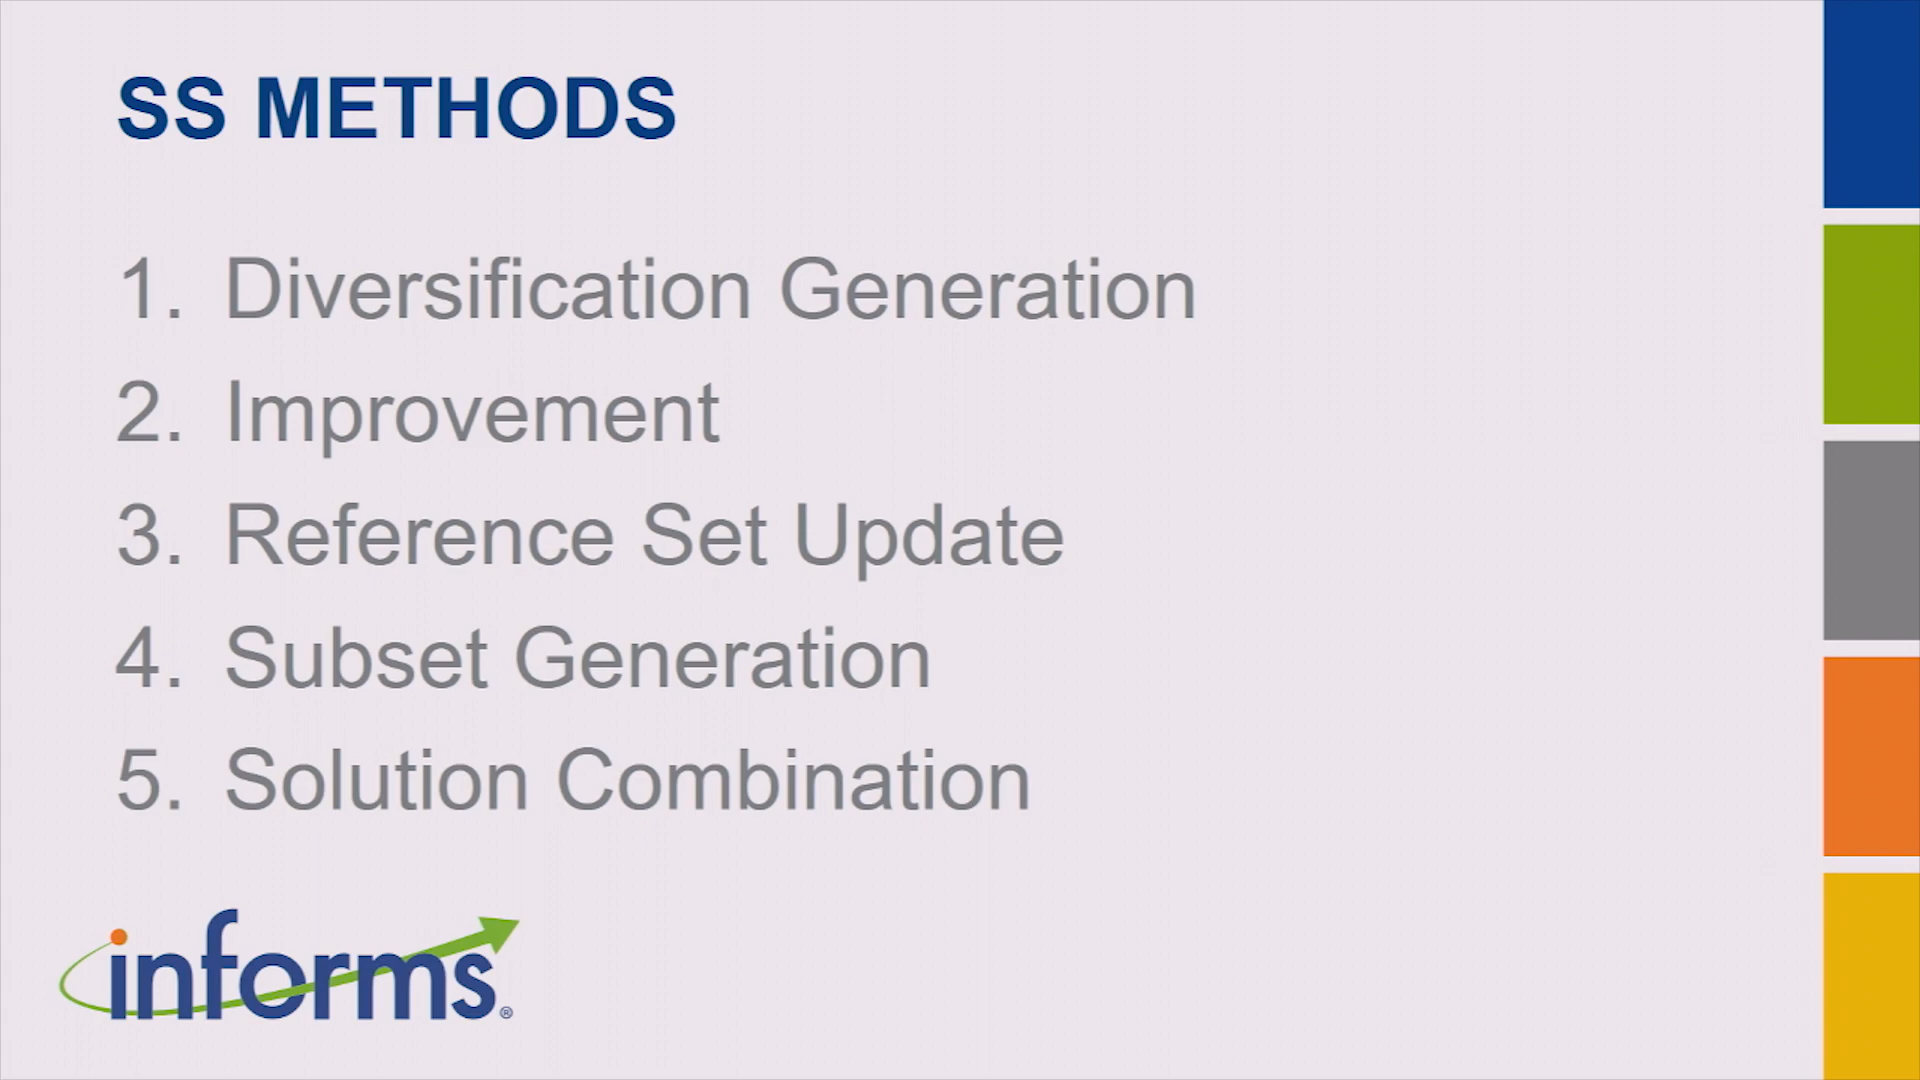 SS METHODS
1. Diversification Generation
2. Improvement
3. Reference Set Update
4. Subset Generation
5. Solution Combination
informs®